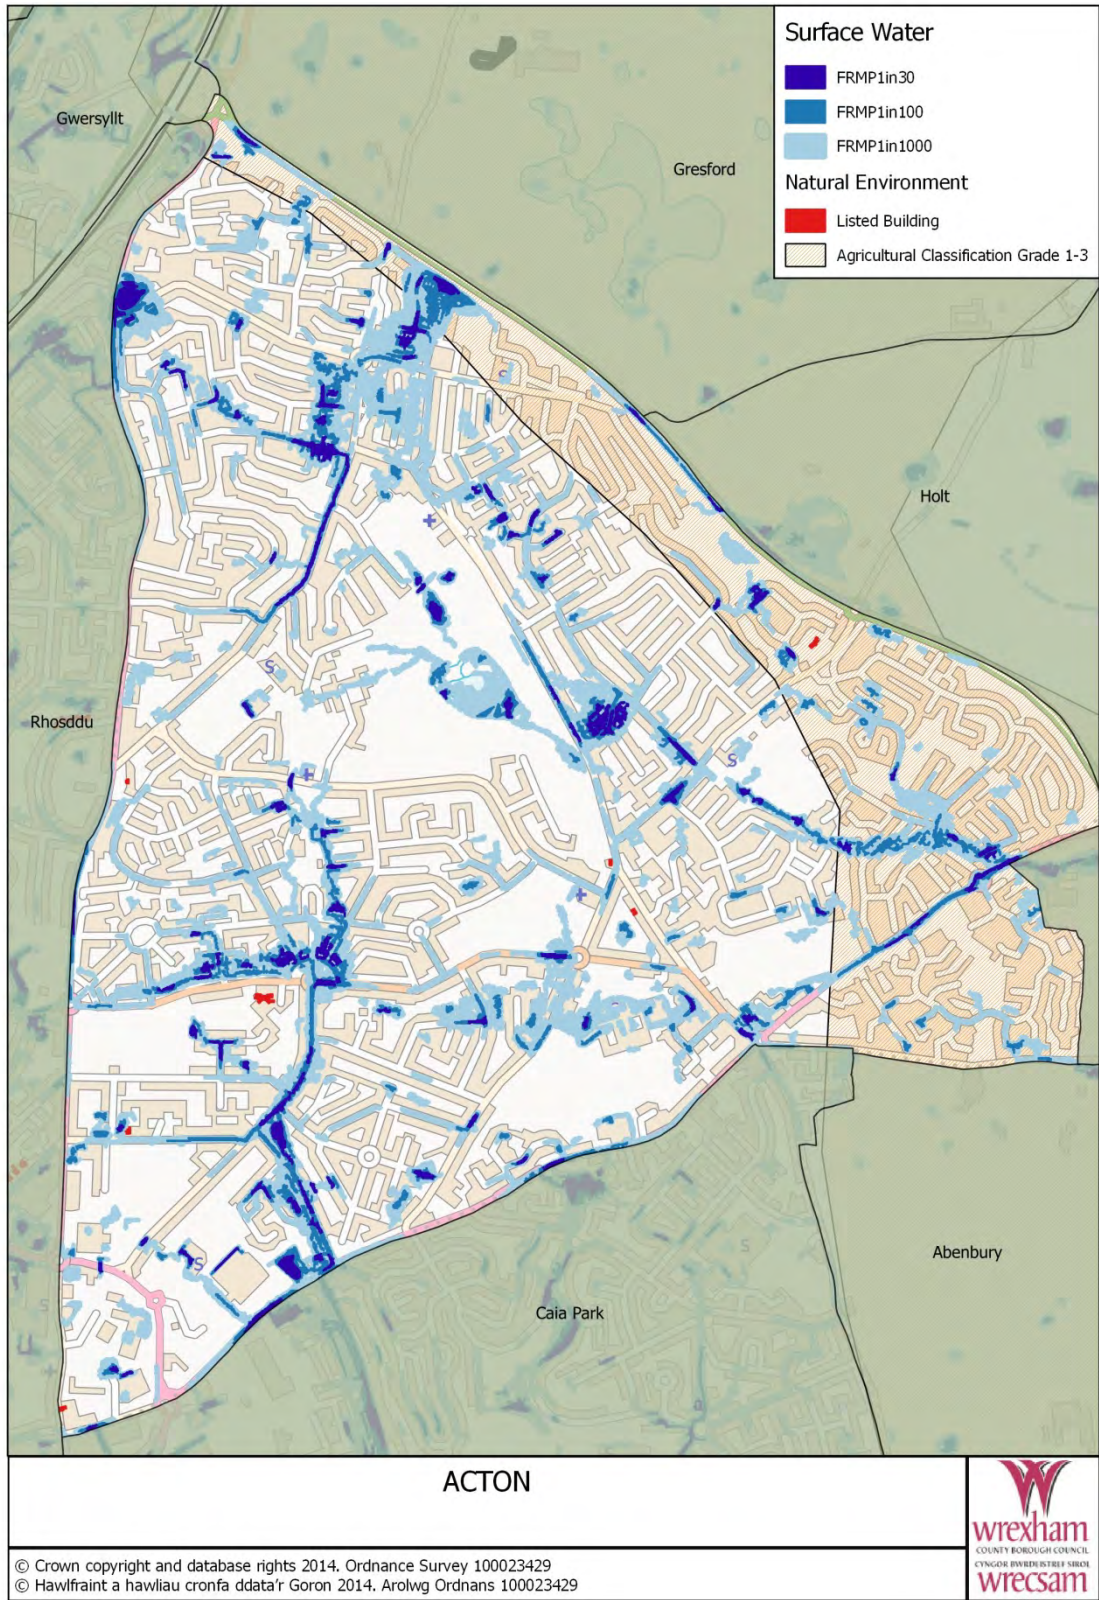 Surface Water
FRMP1in30
FRMP1in100
FRMP1in1000
Natural Environment
Listed Building
Agricultural Classification Grade 1-3
Gwersyllt
Gresford
Holt
Rhosddu
S
S
S
S
S
Abenbury
Caia Park
ACTON
© Crown copyright and database rights 2014. Ordnance Survey 100023429
© Hawlfraint a hawliau cronfa ddata'r Goron 2014. Arolwg Ordnans 100023429
wrexham
COUNTY BOROUGH COUNCIL
CYNGOR BWRDEISTREF SIROL
wrecsam